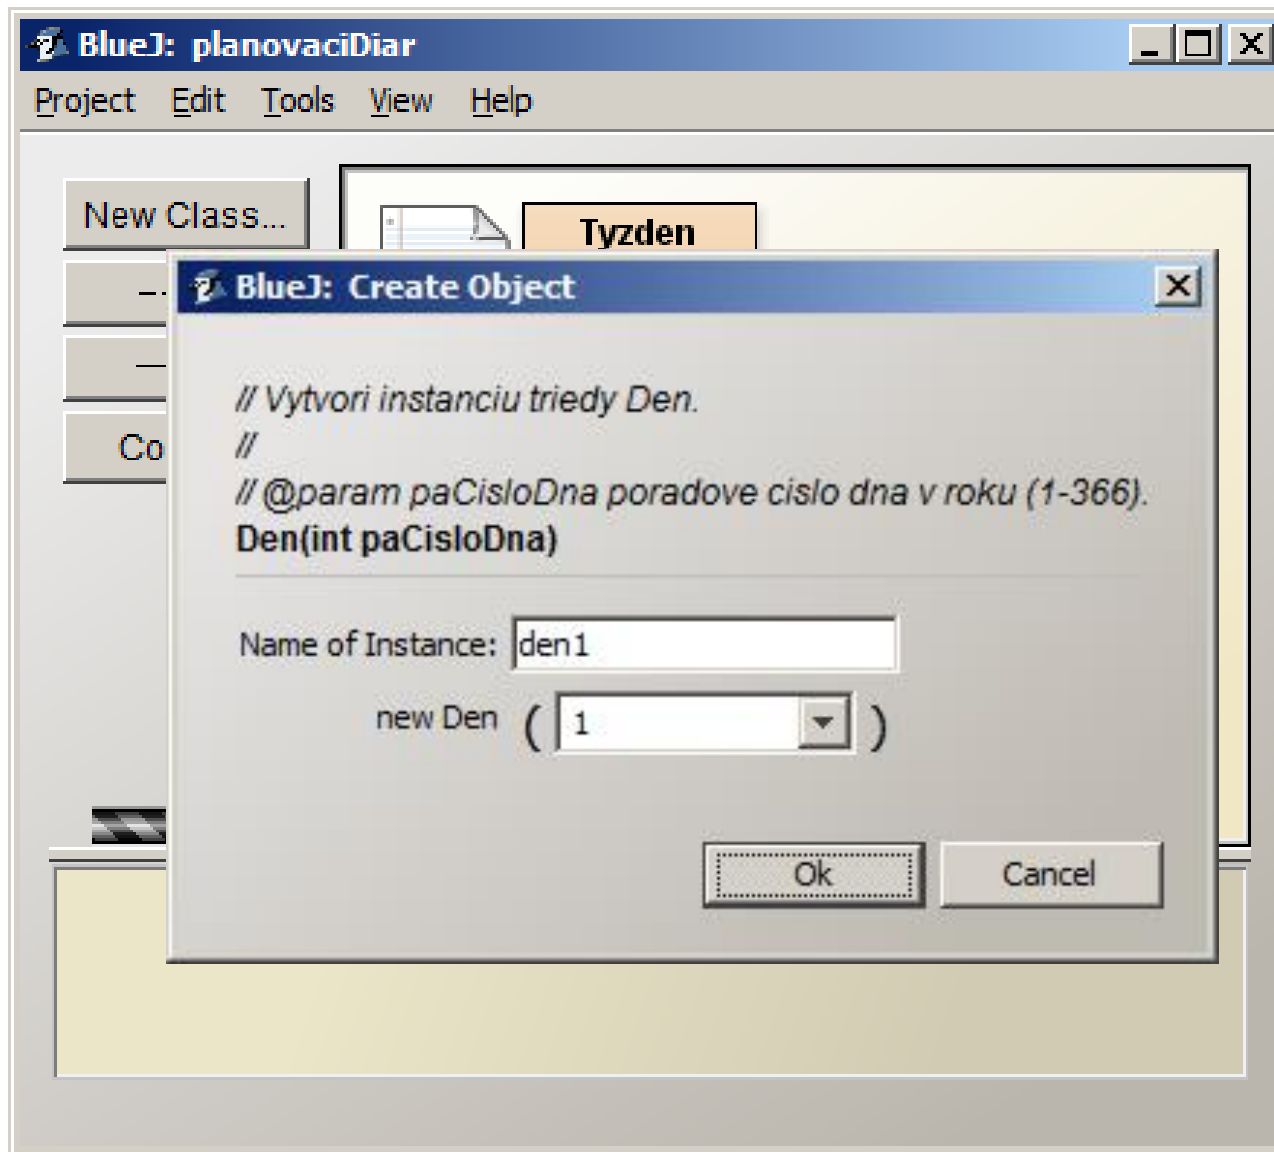 BlueJ: planovaciDiar
Project Edit Tools View Help
New Class...
Tyzden
BlueJ: Create Object
// Vytvori instanciu triedy Den.
//
// @param paCisloDna poradove cislo dna v roku (1-366).
Den(int paCisloDna)
Co
Name of Instance: den1
new Den ( 1 )
Ok Cancel